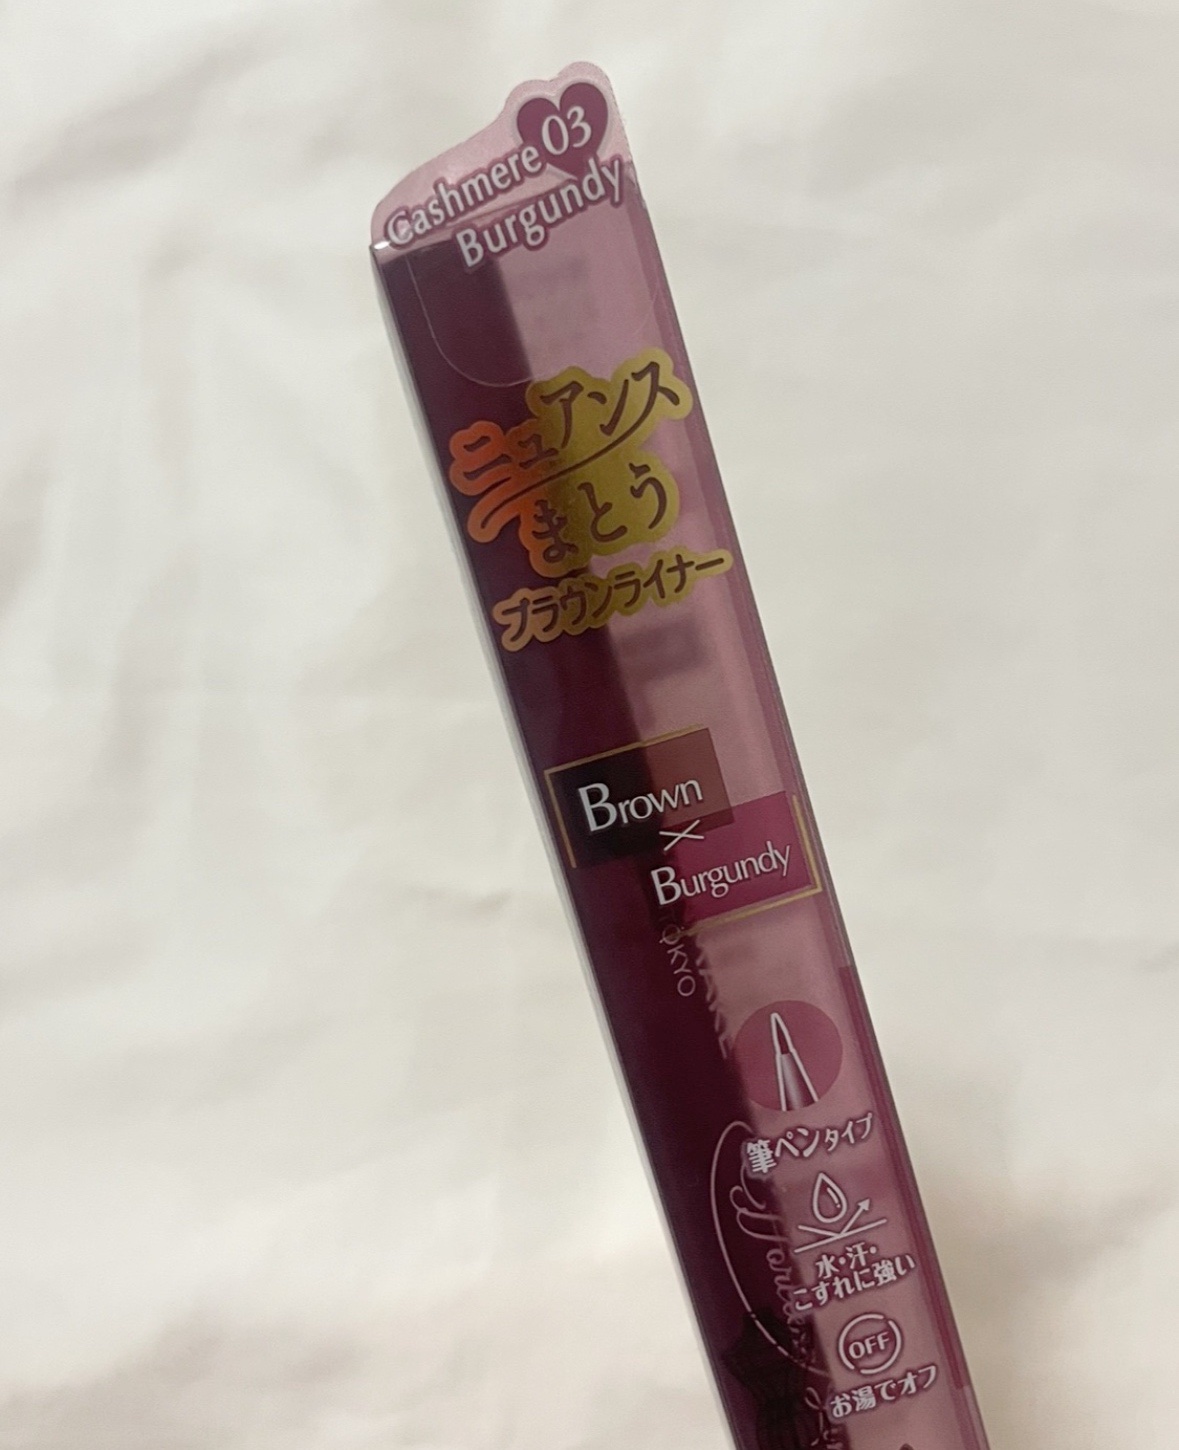 03
Cashmere
Burgundy
ニュアンス
まとう
ブラウンライナー
Brown
×
Burgundy
TOKYO
筆ペンタイプ
水・汗・
こすれに強い
OFF
お湯でオフ